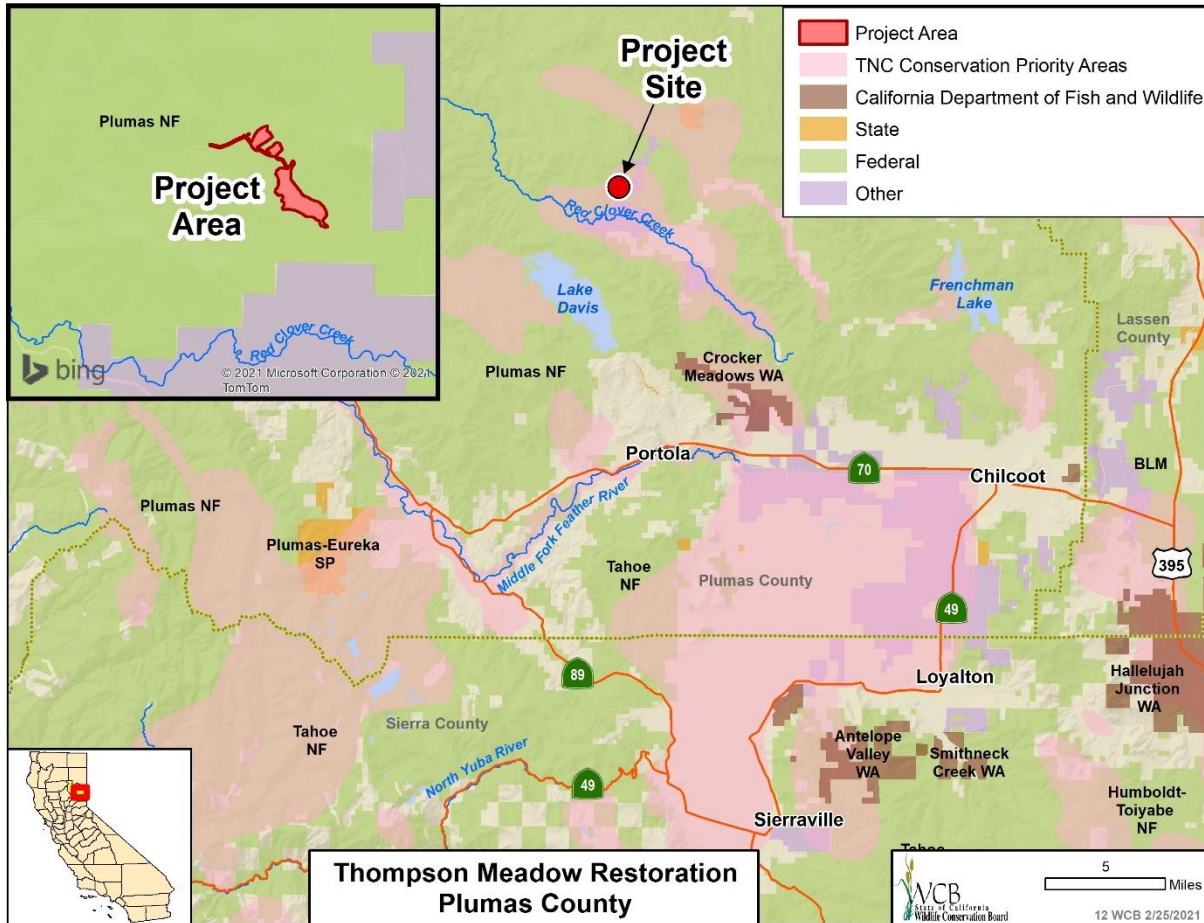 Plumas NF
Project
Area
Red Clover Creek
bing
© 2021 Microsoft Corporation © 2021
TomTom
Project
Site
Project Area
TNC Conservation Priority Areas
California Department of Fish and Wildlife
State
Federal
Other
Red Clover Creek
Lake
Davis
Frenchman
Lake
Lassen
County
Plumas NF
Crocker
Meadows WA
Portola
70
Chilcoot
BLM
Plumas NF
Plumas-Eureka
SP
Middle Fork Feather River
Tahoe
NF
Plumas County
395
49
89
Loyalton
Hallelujah
Junction
WA
Tahoe
NF
Sierra County
Antelope
Valley
WA
Smithneck
Creek WA
North Yuba River
49
Humboldt-
Toiyabe
NF
Sierraville
Tahoe
Thompson Meadow Restoration
Plumas County
WCB
State of California
Wildlife Conservation Board
5
Miles